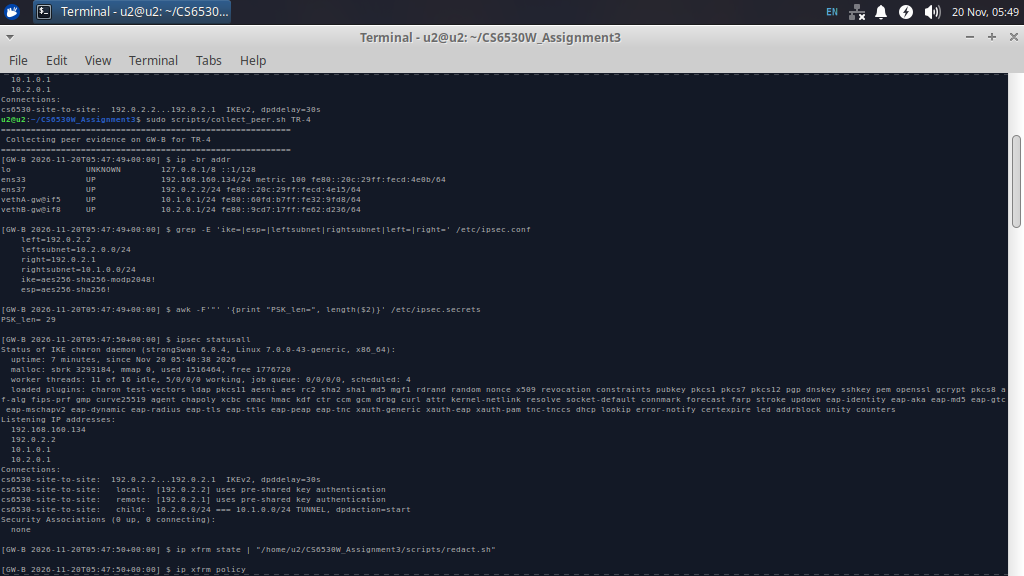 Terminal - u2@u2: ~/CS6530...
EN
20 Nov, 05:49
Terminal - u2@u2: ~/CS6530W_Assignment3
File Edit View Terminal Tabs Help
10.1.0.1
10.2.0.1
Connections:
cs6530-site-to-site:  192.0.2.2...192.0.2.1  IKEv2, dpddelay=30s
u2@u2:~/CS6530W_Assignment3$ sudo scripts/collect_peer.sh TR-4
==========================================================
Collecting peer evidence on GW-B for TR-4
==========================================================
[GW-B 2026-11-20T05:47:49+00:00] $ ip -br addr
lo               UNKNOWN        127.0.0.1/8 ::1/128
ens33            UP             192.168.160.134/24 metric 100 fe80::20c:29ff:fecd:4e0b/64
ens37            UP             192.0.2.2/24 fe80::20c:29ff:fecd:4e15/64
vethA-gw@if5     UP             10.1.0.1/24 fe80::60fd:b7ff:fe32:9fd8/64
vethB-gw@if8     UP             10.2.0.1/24 fe80::9cd7:17ff:fe62:d236/64
[GW-B 2026-11-20T05:47:49+00:00] $ grep -E 'ike=|esp=|leftsubnet|rightsubnet|left=|right=' /etc/ipsec.conf
left=192.0.2.2
leftsubnet=10.2.0.0/24
right=192.0.2.1
rightsubnet=10.1.0.0/24
ike=aes256-sha256-modp2048!
esp=aes256-sha256!
[GW-B 2026-11-20T05:47:49+00:00] $ awk -F'"' '{print "PSK_len=", length($2)}' /etc/ipsec.secrets
PSK_len= 29
[GW-B 2026-11-20T05:47:50+00:00] $ ipsec statusall
Status of IKE charon daemon (strongSwan 6.0.4, Linux 7.0.0-43-generic, x86_64):
uptime: 7 minutes, since Nov 20 05:40:38 2026
malloc: sbrk 3293184, mmap 0, used 1516464, free 1776720
worker threads: 11 of 16 idle, 5/0/0/0 working, job queue: 0/0/0/0, scheduled: 4
loaded plugins: charon test-vectors ldap pkcs11 aesni aes rc2 sha2 sha1 md5 mgf1 rdrand random nonce x509 revocation constraints pubkey pkcs1 pkcs7 pkcs12 pgp dnskey sshkey pem openssl gcrypt pkcs8 a
f-alg fips-prf gmp curve25519 agent chapoly xcbc cmac hmac kdf ctr ccm gcm drbg curl attr kernel-netlink resolve socket-default connmark forecast farp stroke updown eap-identity eap-aka eap-md5 eap-gtc
eap-mschapv2 eap-dynamic eap-radius eap-tls eap-ttls eap-peap eap-tnc xauth-generic xauth-eap xauth-pam tnc-tnccs dhcp lookip error-notify certexpire led addrblock unity counters
Listening IP addresses:
192.168.160.134
192.0.2.2
10.1.0.1
10.2.0.1
Connections:
cs6530-site-to-site:  192.0.2.2...192.0.2.1  IKEv2, dpddelay=30s
cs6530-site-to-site:   local:  [192.0.2.2] uses pre-shared key authentication
cs6530-site-to-site:   remote: [192.0.2.1] uses pre-shared key authentication
cs6530-site-to-site:   child:  10.2.0.0/24 === 10.1.0.0/24 TUNNEL, dpdaction=start
Security Associations (0 up, 0 connecting):
none
[GW-B 2026-11-20T05:47:50+00:00] $ ip xfrm state | "/home/u2/CS6530W_Assignment3/scripts/redact.sh"
[GW-B 2026-11-20T05:47:50+00:00] $ ip xfrm policy